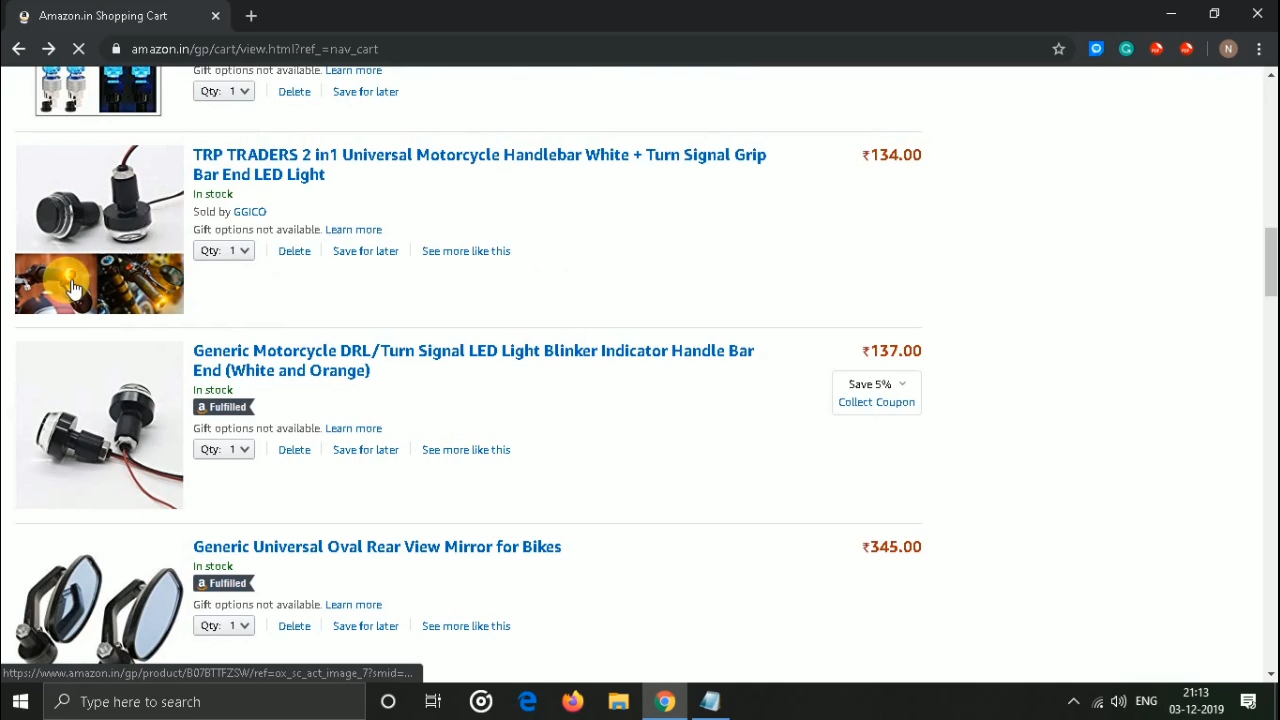 Amazon.in Shopping Cart
amazon.in/gp/cart/view.html?ref_=nav_cart
N
Gift options not available. Learn more
Qty: 1 Delete Save for later
TRP TRADERS 2 in1 Universal Motorcycle Handlebar White + Turn Signal Grip ₹134.00
Bar End LED Light
In stock
Sold by GGICO
Gift options not available. Learn more
Qty: 1 Delete Save for later See more like this
Generic Motorcycle DRL/Turn Signal LED Light Blinker Indicator Handle Bar ₹137.00
End (White and Orange)
Save 5%
In stock
Collect Coupon
a Fulfilled
Gift options not available. Learn more
Qty: 1 Delete Save for later See more like this
Generic Universal Oval Rear View Mirror for Bikes ₹345.00
In stock
a Fulfilled
Gift options not available. Learn more
Qty: 1 Delete Save for later See more like this
https://www.amazon.in/gp/product/B07BTTFZSW/ref=ox_sc_act_image_7?smid=...
Type here to search
ENG
21:13
03-12-2019